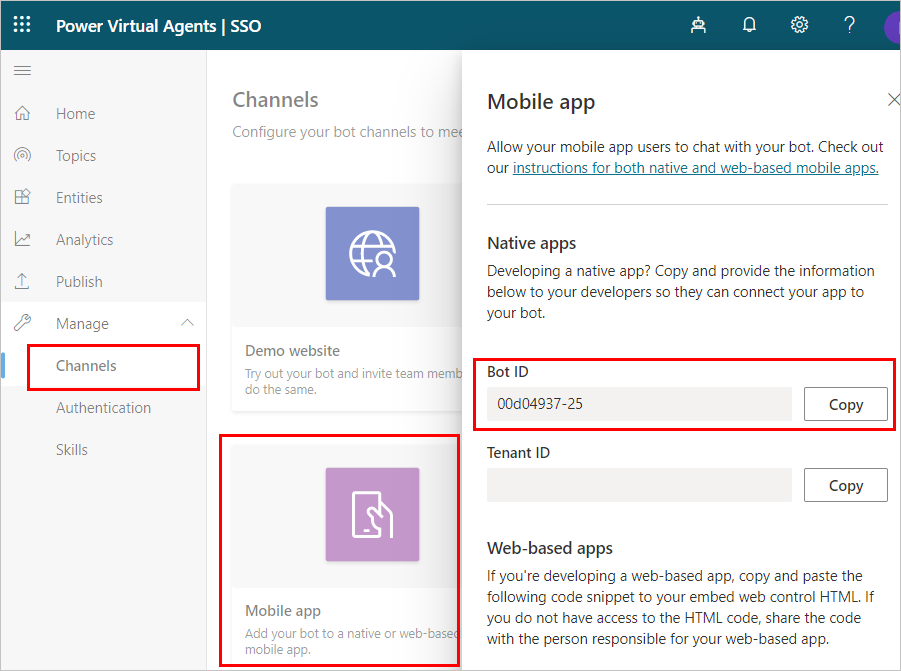 Power Virtual Agents | SSO
?
Home
Topics
Entities
Analytics
Publish
Manage
Channels
Authentication
Skills
Channels
Configure your bot channels to mee
Demo website
Try out your bot and invite team memb
do the same.
Mobile app
Add your bot to a native or web-based
mobile app.
Mobile app
Allow your mobile app users to chat with your bot. Check out
our instructions for both native and web-based mobile apps.
Native apps
Developing a native app? Copy and provide the information
below to your developers so they can connect your app to
your bot.
Bot ID
00d04937-25
Copy
Tenant ID
Copy
Web-based apps
If you're developing a web-based app, copy and paste the
following code snippet to your embed web control HTML. If
you do not have access to the HTML code, share the code
with the person responsible for your web-based app.